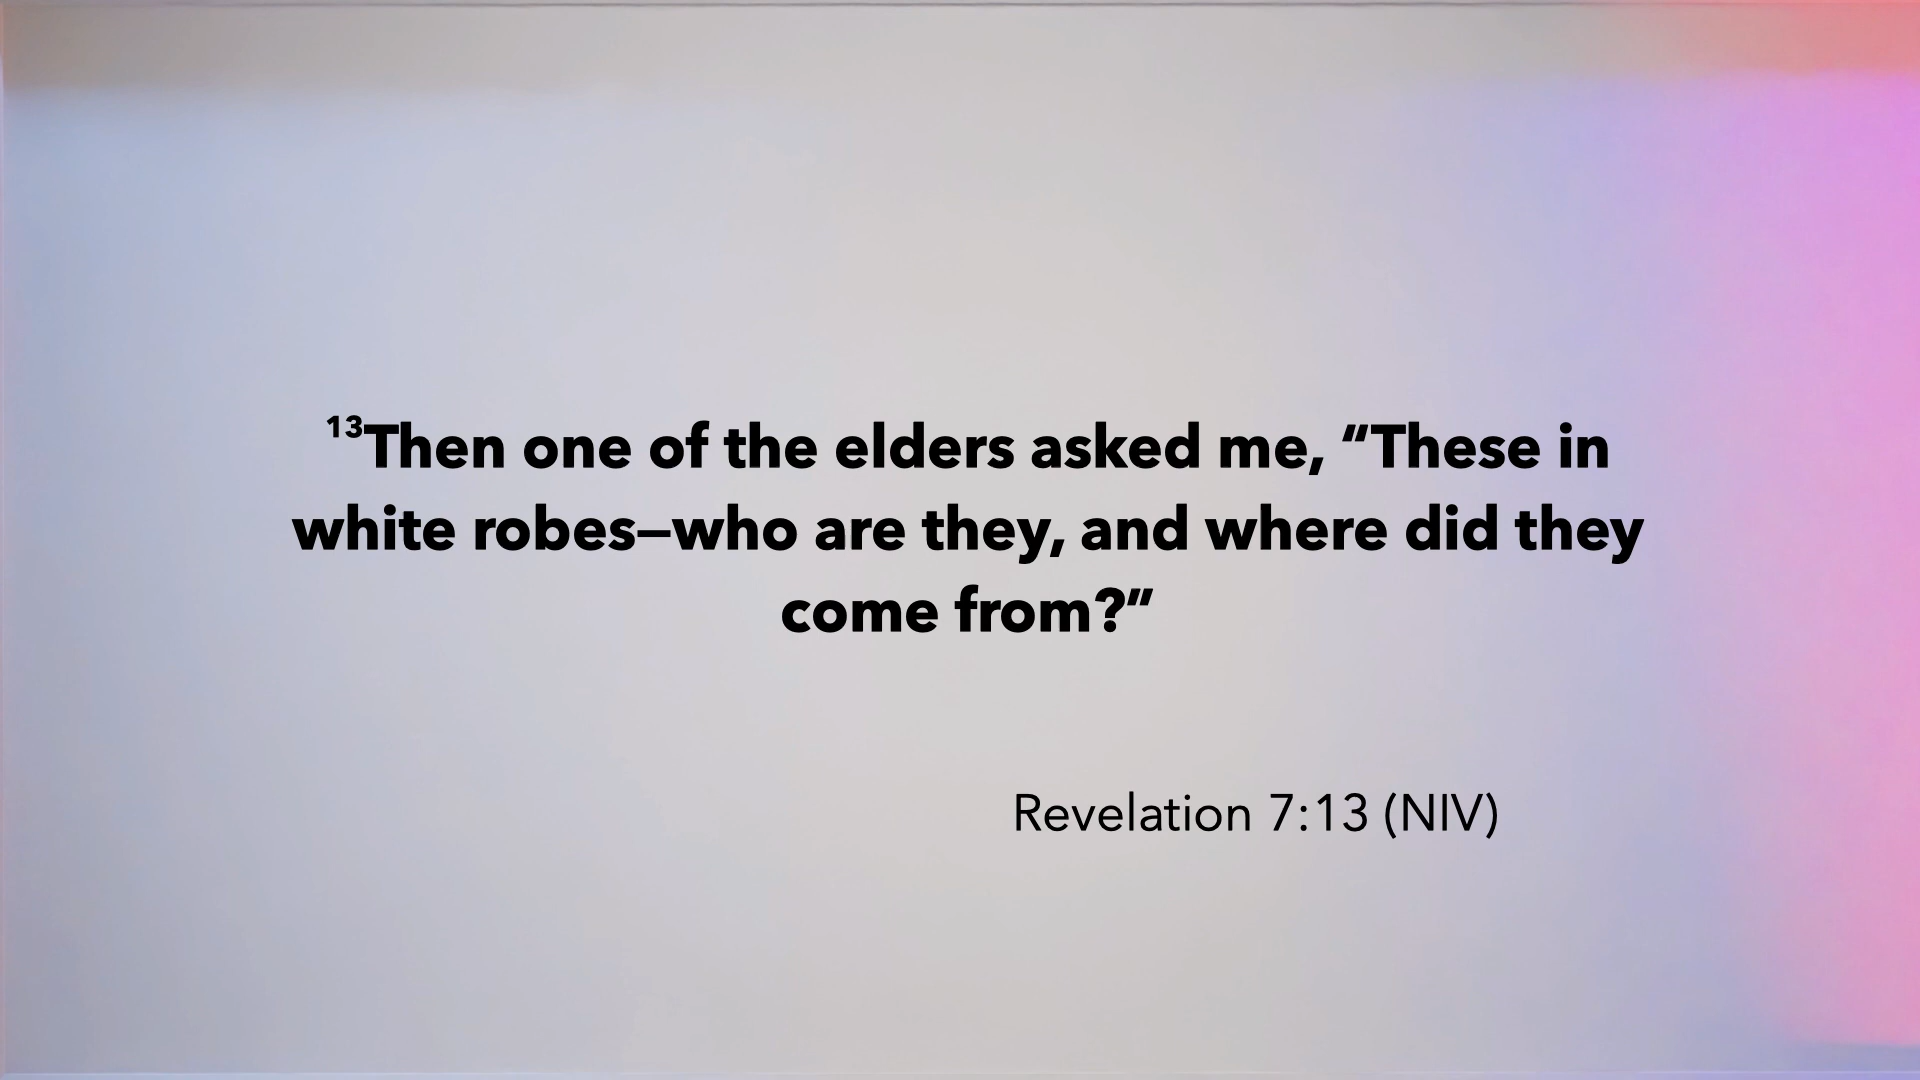 ¹³Then one of the elders asked me, “These in
white robes—who are they, and where did they
come from?”
Revelation 7:13 (NIV)